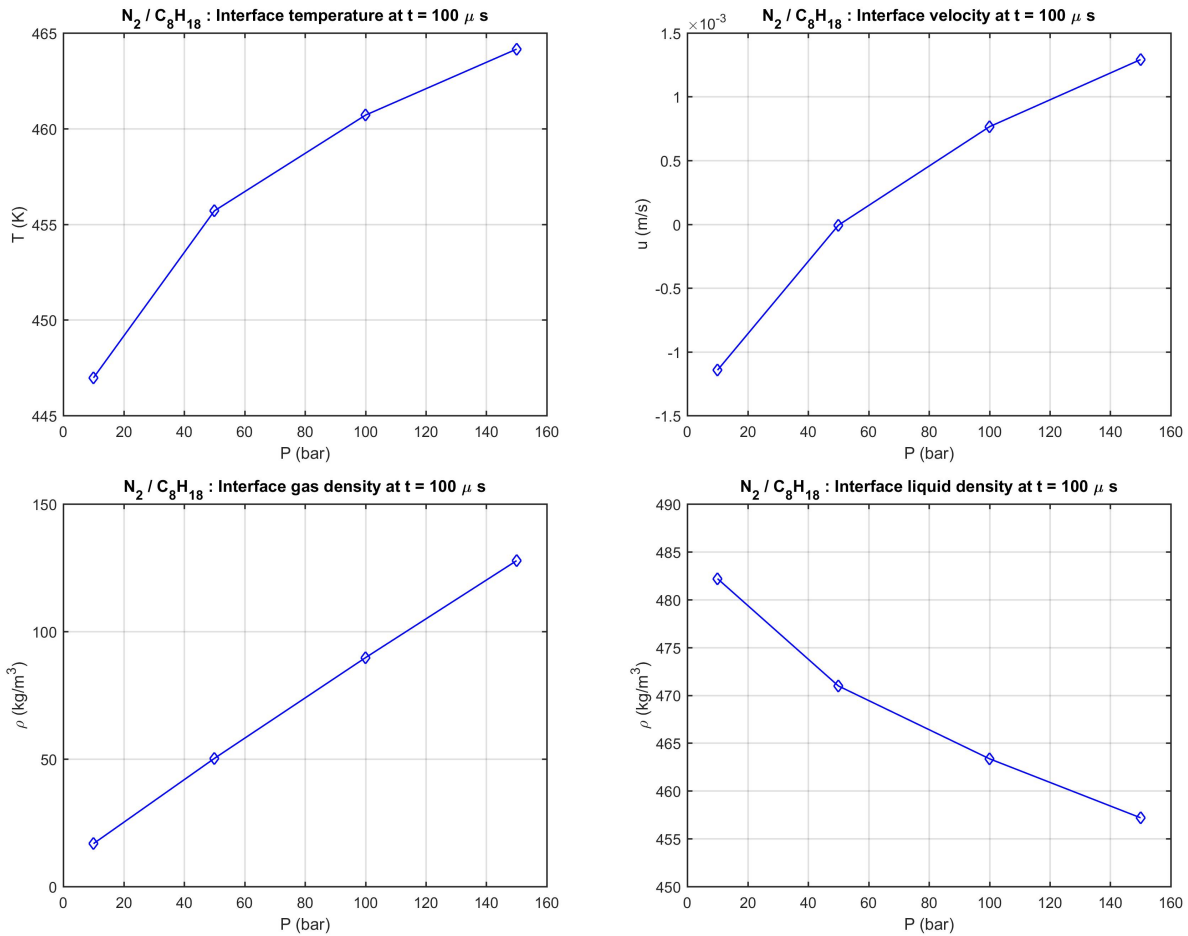 N2 / C8H18 : Interface temperature at t = 100 μ s
465
460
455
450
445
T (K)
0 20 40 60 80 100 120 140 160
P (bar)
N2 / C8H18 : Interface velocity at t = 100 μ s
×10-3
1.5
1
0.5
0
-0.5
-1
-1.5
u (m/s)
0 20 40 60 80 100 120 140 160
P (bar)
N2 / C8H18 : Interface gas density at t = 100 μ s
150
100
50
0
ρ (kg/m3)
0 20 40 60 80 100 120 140 160
P (bar)
N2 / C8H18 : Interface liquid density at t = 100 μ s
490
485
480
475
470
465
460
455
450
ρ (kg/m3)
0 20 40 60 80 100 120 140 160
P (bar)